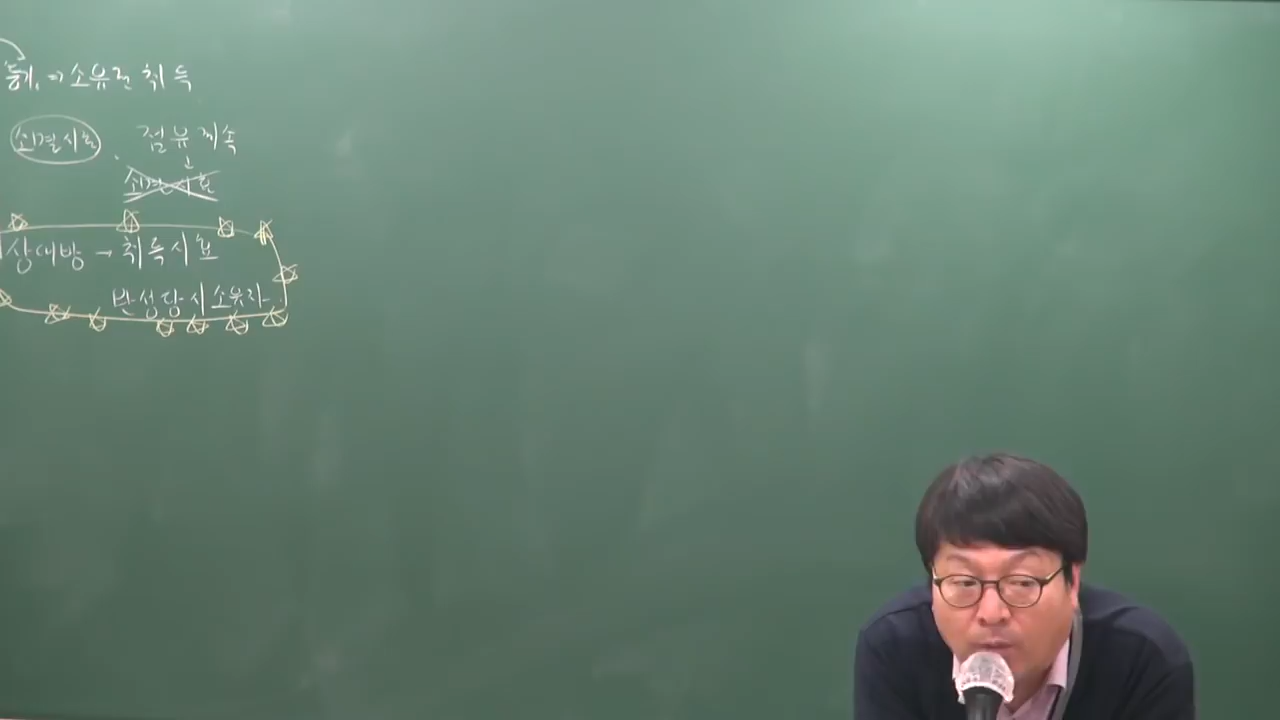 등기. ⇒ 소유권 취득
소멸시효 점유계속
↓
소멸시효
상대방 → 취득시효
완성당시 소유자